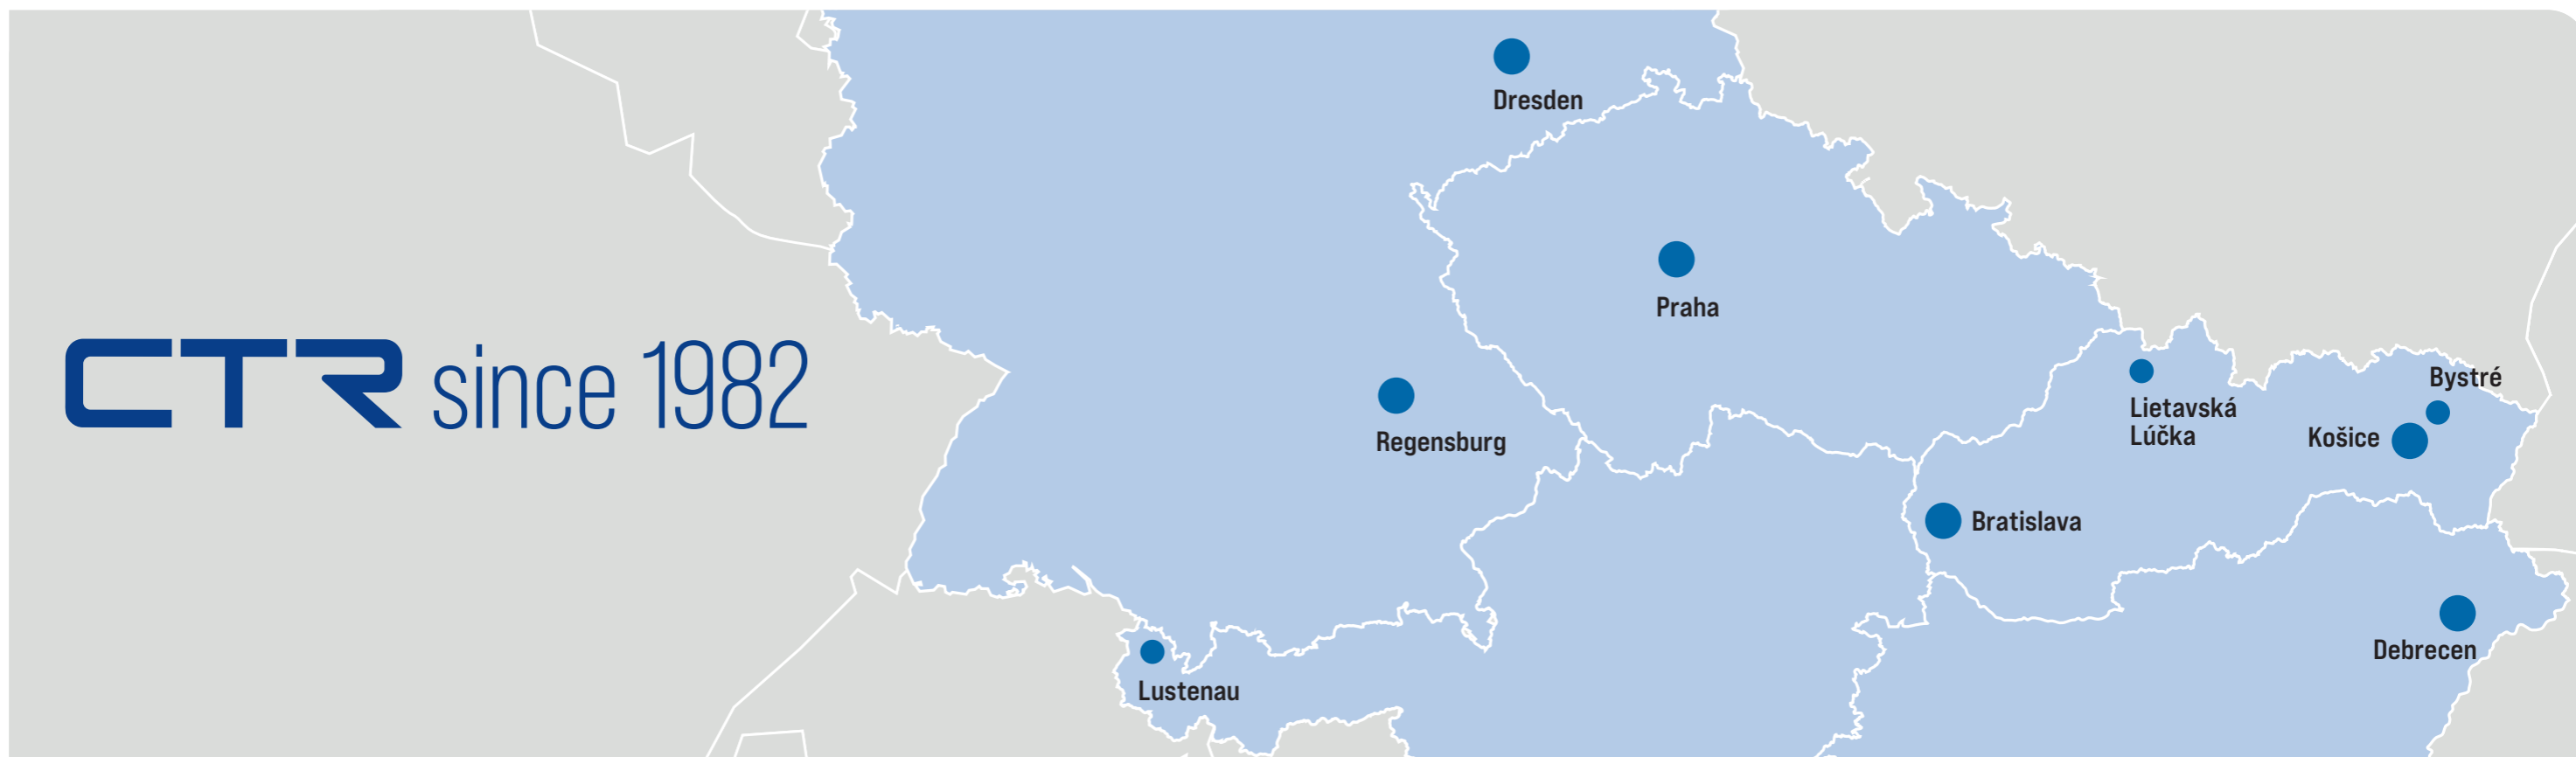 Dresden
Praha
CTR since 1982
Regensburg
Lietavská
Lúčka
Bystré
Košice
Bratislava
Debrecen
Lustenau